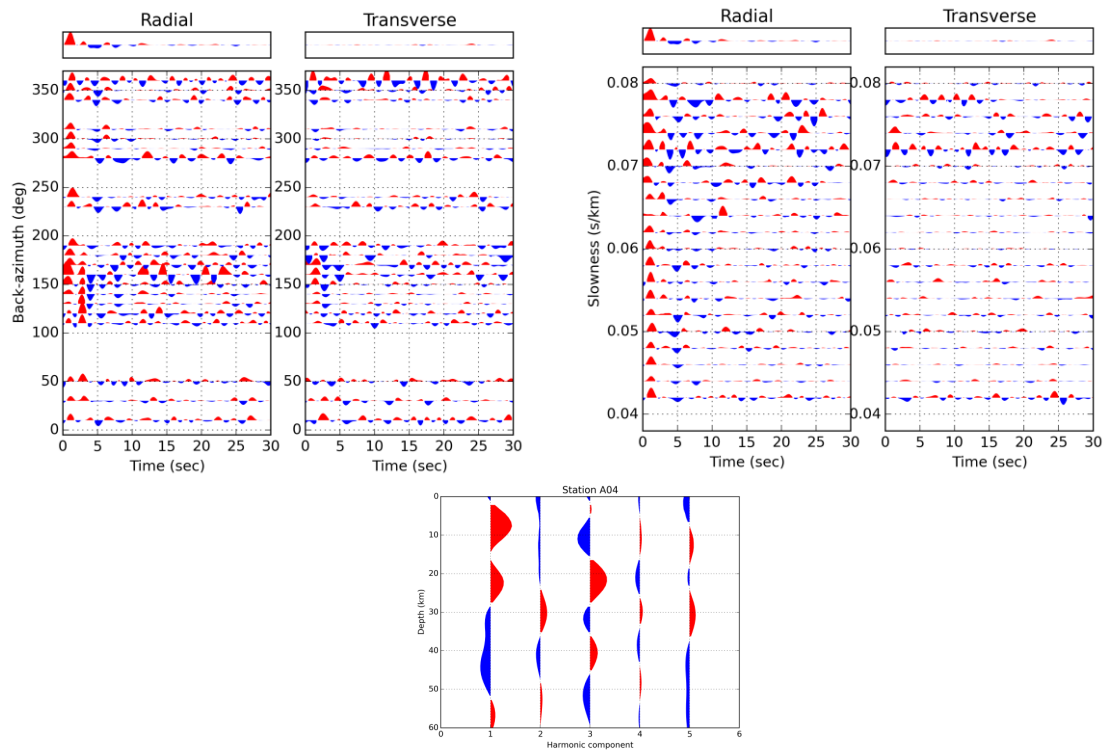 Radial
Transverse
Radial
Transverse
Back-azimuth (deg)
350
300
250
200
150
100
50
0
350
300
250
200
150
100
50
0
0 5 10 15 20 25 30
0 5 10 15 20 25 30
Time (sec)
Time (sec)
Slowness (s/km)
0.08
0.07
0.06
0.05
0.04
0.08
0.07
0.06
0.05
0.04
0 5 10 15 20 25 30
0 5 10 15 20 25 30
Time (sec)
Time (sec)
Station A04
Depth (km)
0
10
20
30
40
50
60
0 1 2 3 4 5 6
Harmonic component